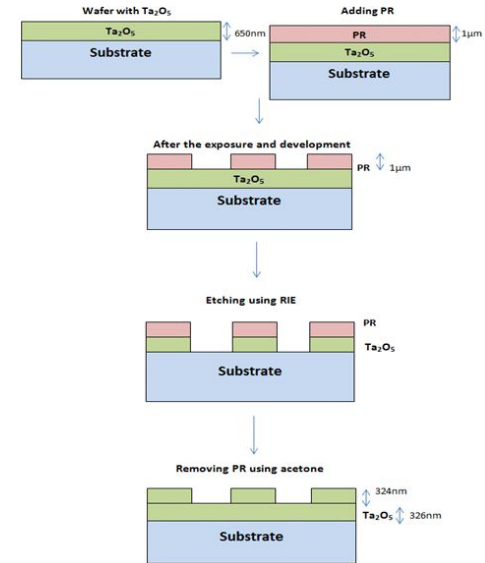 Wafer with Ta₂O₅
Ta₂O₅
650nm
Substrate
Adding PR
PR
1µm
Ta₂O₅
Substrate
After the exposure and development
PR
1µm
Ta₂O₅
Substrate
Etching using RIE
PR
Ta₂O₅
Substrate
Removing PR using acetone
324nm
Ta₂O₅
326nm
Substrate